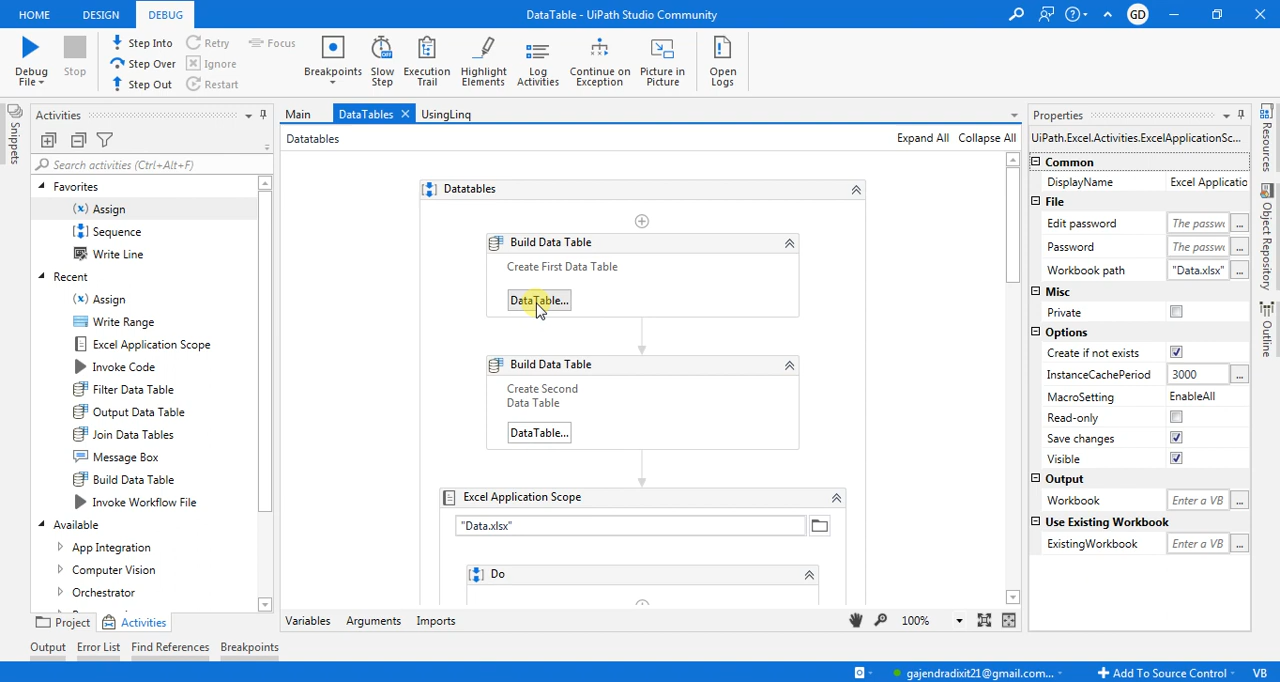 HOME DESIGN DEBUG DataTable - UiPath Studio Community GD
Debug File Stop Step Into Step Over Step Out Retry Ignore Restart Focus Breakpoints Slow Step Execution Trail Highlight Elements Log Activities Continue on Exception Picture in Picture Open Logs
Snippets
Activities
Search activities (Ctrl+Alt+F)
Favorites
(x) Assign
Sequence
Write Line
Recent
(x) Assign
Write Range
Excel Application Scope
Invoke Code
Filter Data Table
Output Data Table
Join Data Tables
Message Box
Build Data Table
Invoke Workflow File
Available
App Integration
Computer Vision
Orchestrator
Project Activities
Main DataTables UsingLinq
Datatables Expand All Collapse All
Datatables
Build Data Table
Create First Data Table
DataTable...
Build Data Table
Create Second
Data Table
DataTable...
Excel Application Scope
"Data.xlsx"
Do
Variables Arguments Imports 100%
Properties
UiPath.Excel.Activities.ExcelApplicationSc...
Common
DisplayName Excel Applicatio
File
Edit password The passw ...
Password The passw ...
Workbook path "Data.xlsx" ...
Misc
Private
Options
Create if not exists
InstanceCachePeriod 3000 ...
MacroSetting EnableAll
Read-only
Save changes
Visible
Output
Workbook Enter a VB ...
Use Existing Workbook
ExistingWorkbook Enter a VB ...
Resources
Object Repository
Outline
Output Error List Find References Breakpoints
gajendradixit21@gmail.com... Add To Source Control VB